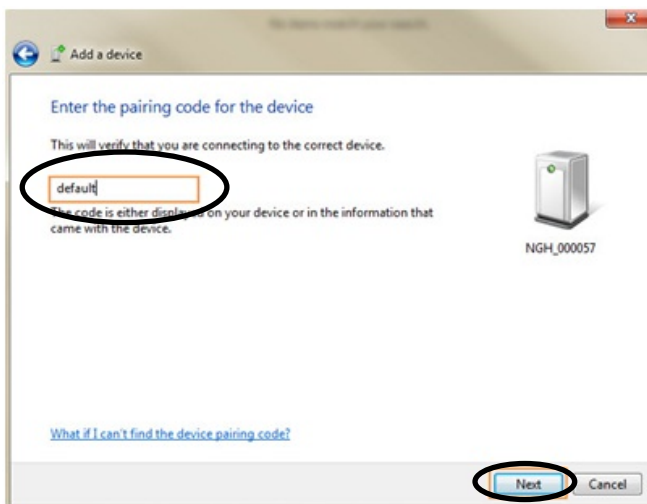 Add a device
Enter the pairing code for the device
This will verify that you are connecting to the correct device.
default
The code is either displayed on your device or in the information that
came with the device.
NGH_000057
What if I can't find the device pairing code?
Next
Cancel